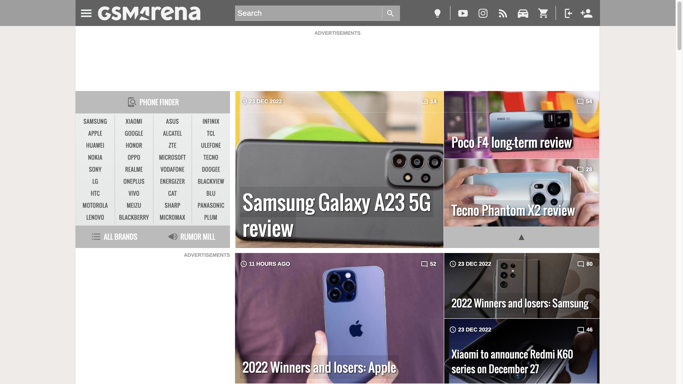 GSMArena
Search
ADVERTISEMENTS
PHONE FINDER
SAMSUNG XIAOMI ASUS INFINIX
APPLE GOOGLE ALCATEL TCL
HUAWEI HONOR ZTE ULEFONE
NOKIA OPPO MICROSOFT TECNO
SONY REALME VODAFONE DOOGEE
LG ONEPLUS ENERGIZER BLACKVIEW
HTC VIVO CAT BLU
MOTOROLA MEIZU SHARP PANASONIC
LENOVO BLACKBERRY MICROMAX PLUM
ALL BRANDS RUMOR MILL
ADVERTISEMENTS
23 DEC 2022
Samsung Galaxy A23 5G
review
Poco F4 long-term review
Tecno Phantom X2 review
11 HOURS AGO 52
2022 Winners and losers: Apple
23 DEC 2022 80
2022 Winners and losers: Samsung
23 DEC 2022 46
Xiaomi to announce Redmi K60
series on December 27